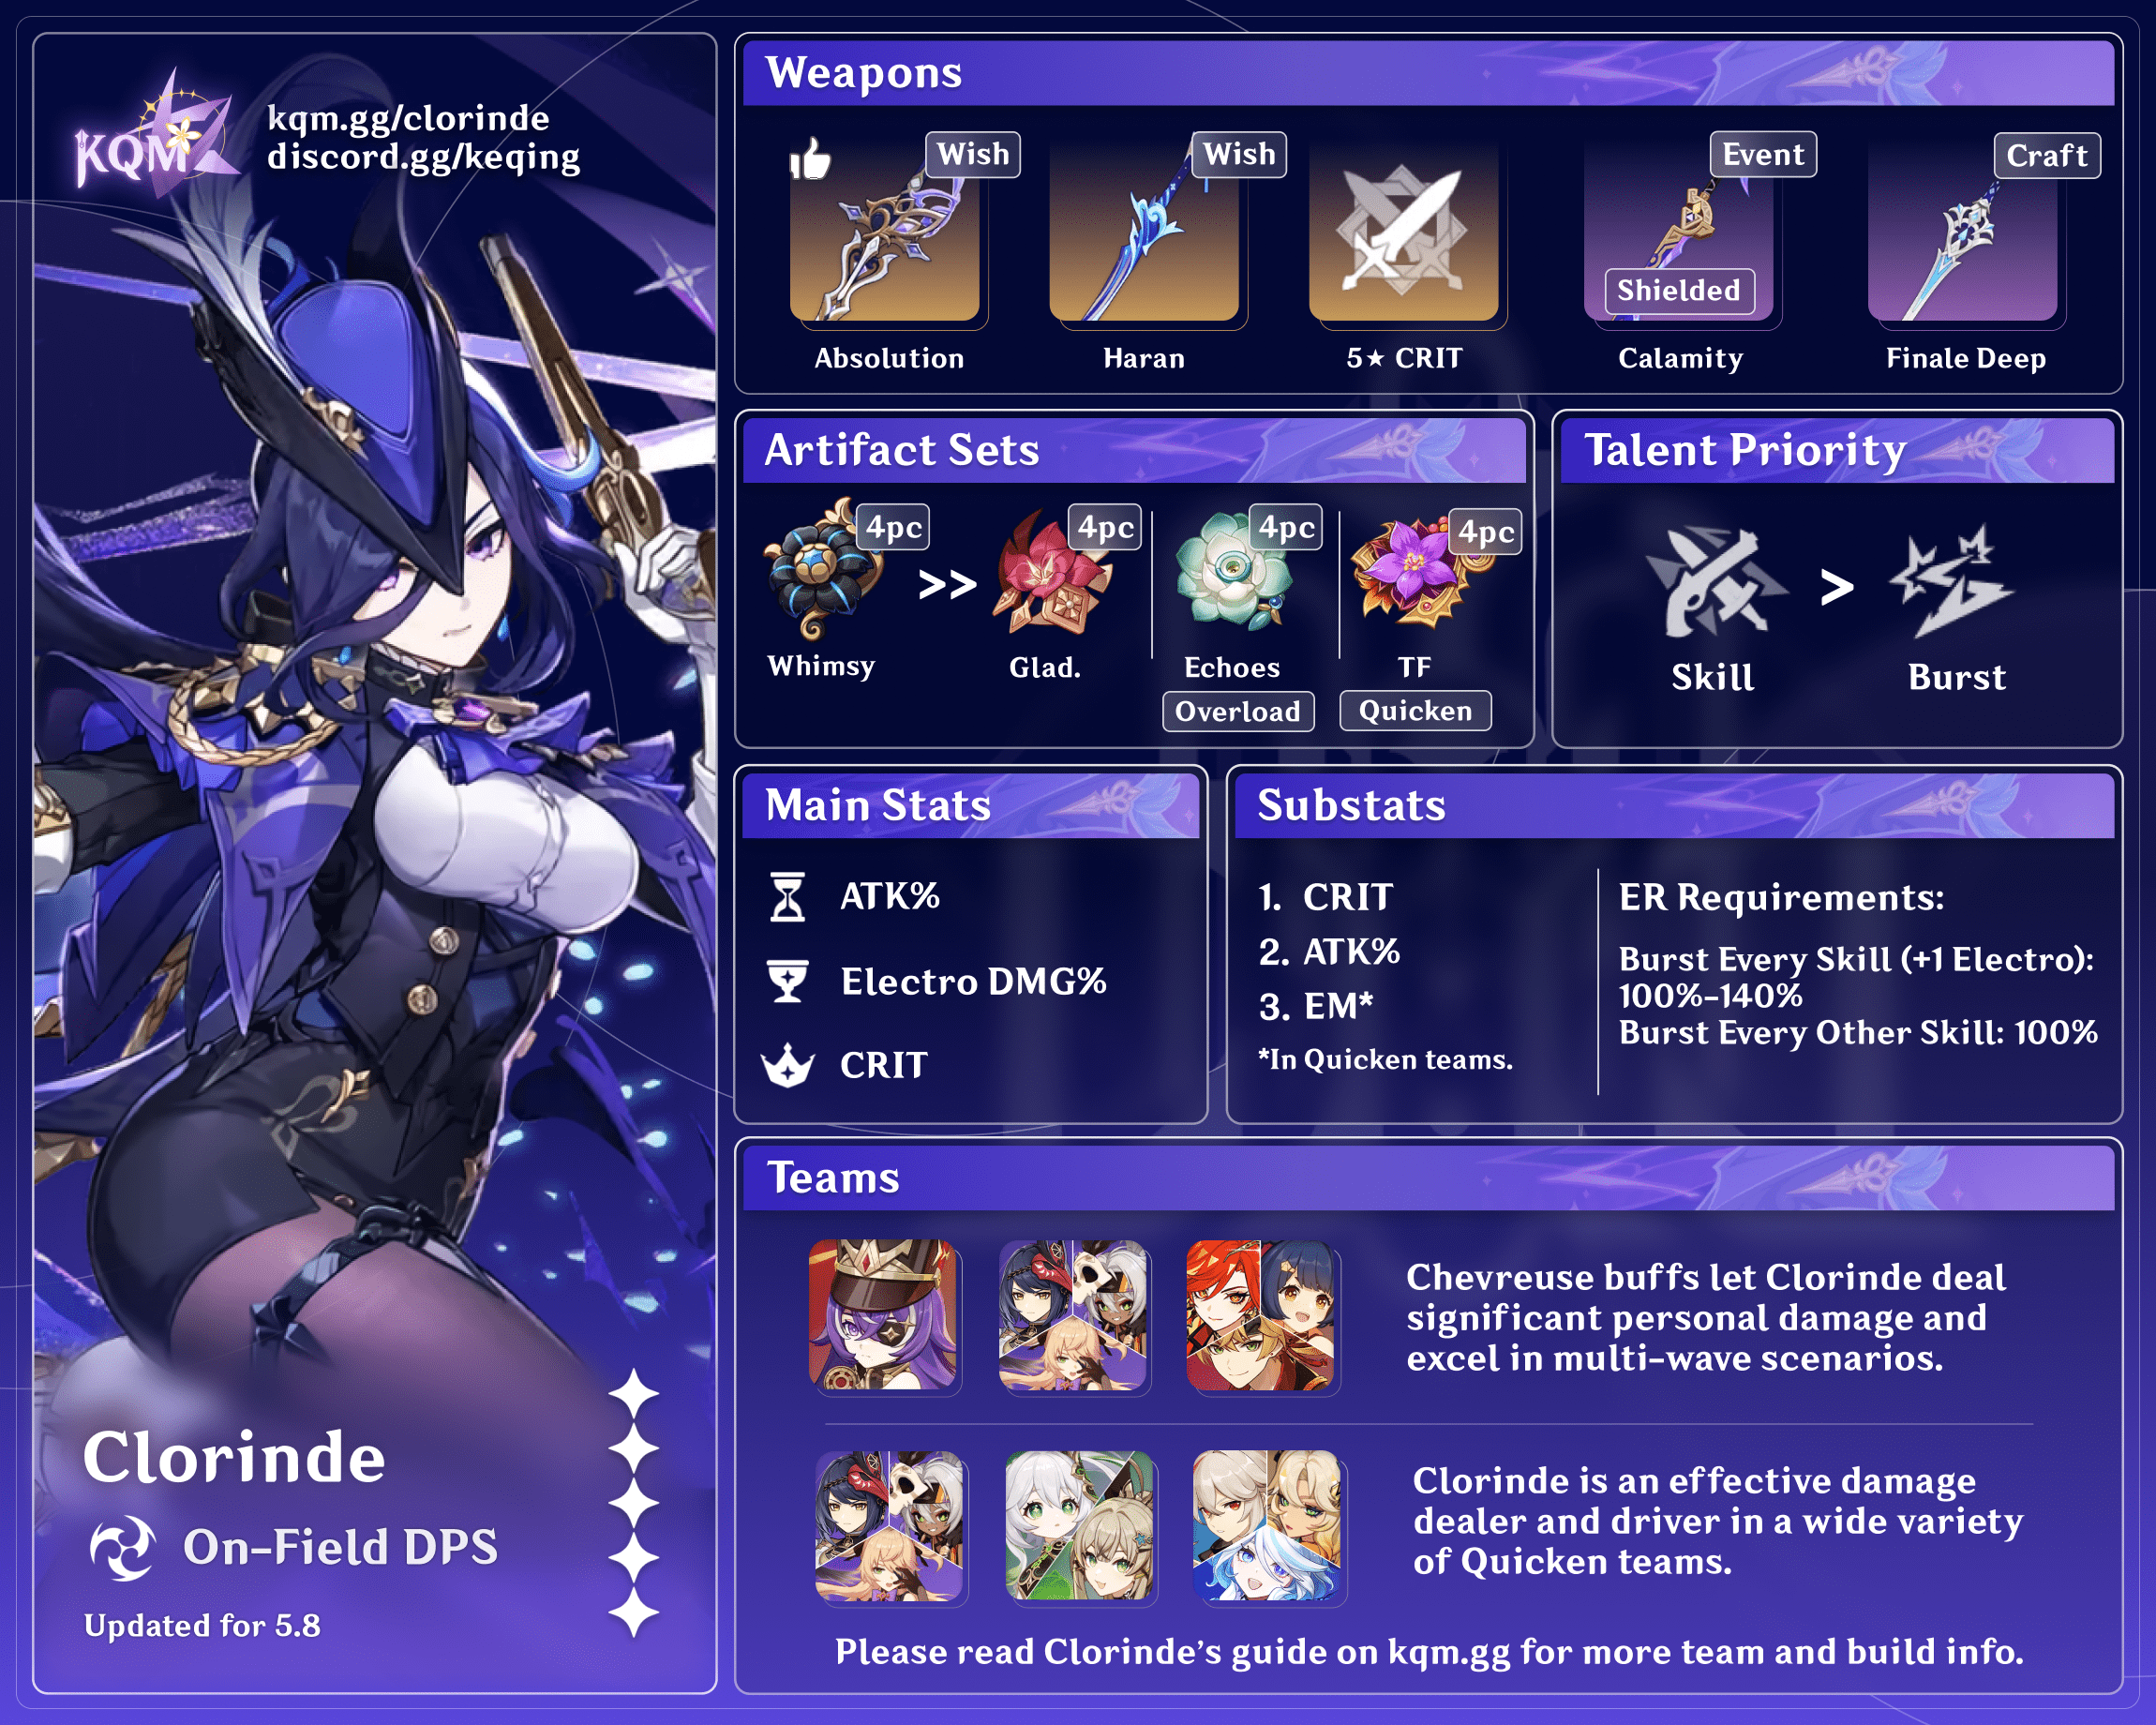 KQM
kqm.gg/clorinde
discord.gg/keqing
Clorinde
On-Field DPS
Updated for 5.8
Weapons
Wish
Absolution
Wish
Haran
5★ CRIT
Event
Shielded
Calamity
Craft
Finale Deep
Artifact Sets
4pc
Whimsy
>>
4pc
Glad.
4pc
Echoes
Overload
4pc
TF
Quicken
Talent Priority
Skill
>
Burst
Main Stats
ATK%
Electro DMG%
CRIT
Substats
1. CRIT
2. ATK%
3. EM*
*In Quicken teams.
ER Requirements:
Burst Every Skill (+1 Electro):
100%-140%
Burst Every Other Skill: 100%
Teams
Chevreuse buffs let Clorinde deal
significant personal damage and
excel in multi-wave scenarios.
Clorinde is an effective damage
dealer and driver in a wide variety
of Quicken teams.
Please read Clorinde's guide on kqm.gg for more team and build info.